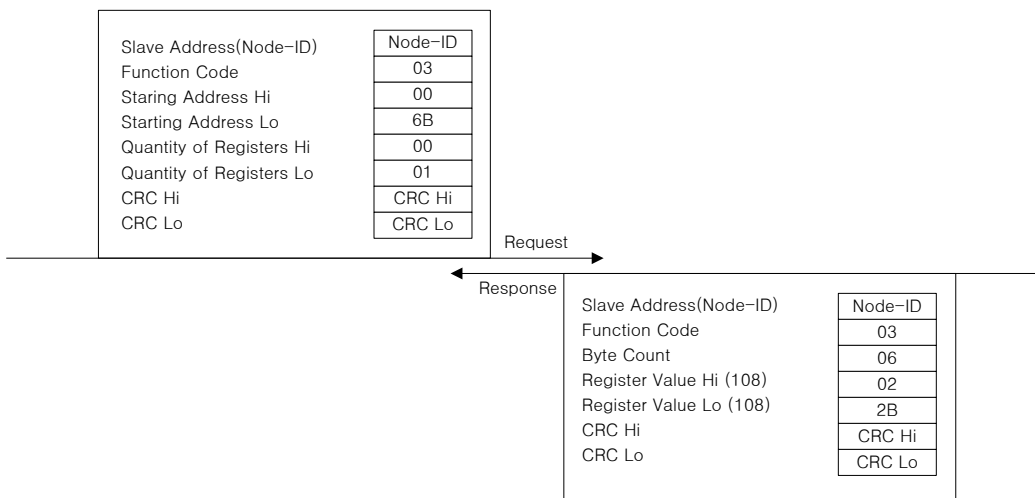 Slave Address(Node-ID) Node-ID
Function Code 03
Staring Address Hi 00
Starting Address Lo 6B
Quantity of Registers Hi 00
Quantity of Registers Lo 01
CRC Hi CRC Hi
CRC Lo CRC Lo
Request
Response
Slave Address(Node-ID) Node-ID
Function Code 03
Byte Count 06
Register Value Hi (108) 02
Register Value Lo (108) 2B
CRC Hi CRC Hi
CRC Lo CRC Lo